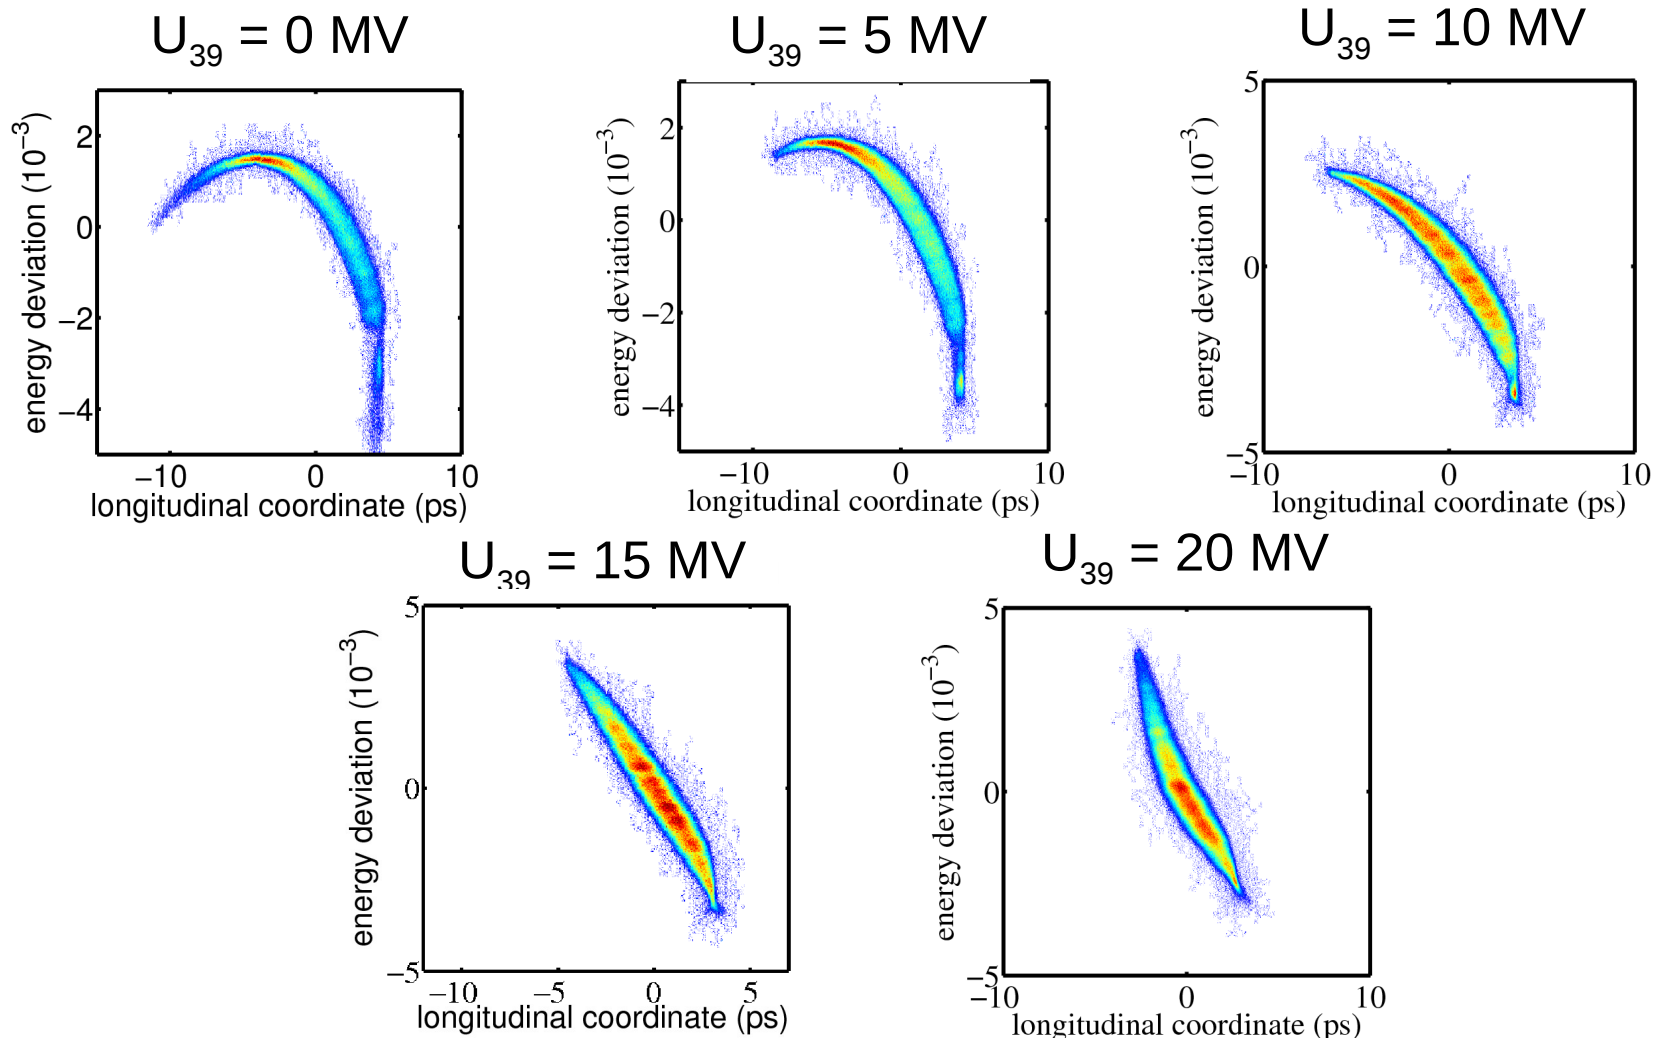 U39 = 0 MV
U39 = 5 MV
U39 = 10 MV
energy deviation (10−3)
2
0
−2
−4
−10 0 10
longitudinal coordinate (ps)
energy deviation (10−3)
2
0
−2
−4
−10 0 10
longitudinal coordinate (ps)
energy deviation (10−3)
5
0
−5
−10 0 10
longitudinal coordinate (ps)
U39 = 15 MV
U39 = 20 MV
energy deviation (10−3)
5
0
−5
−10 −5 0 5
longitudinal coordinate (ps)
energy deviation (10−3)
5
0
−5
−10 0 10
longitudinal coordinate (ps)